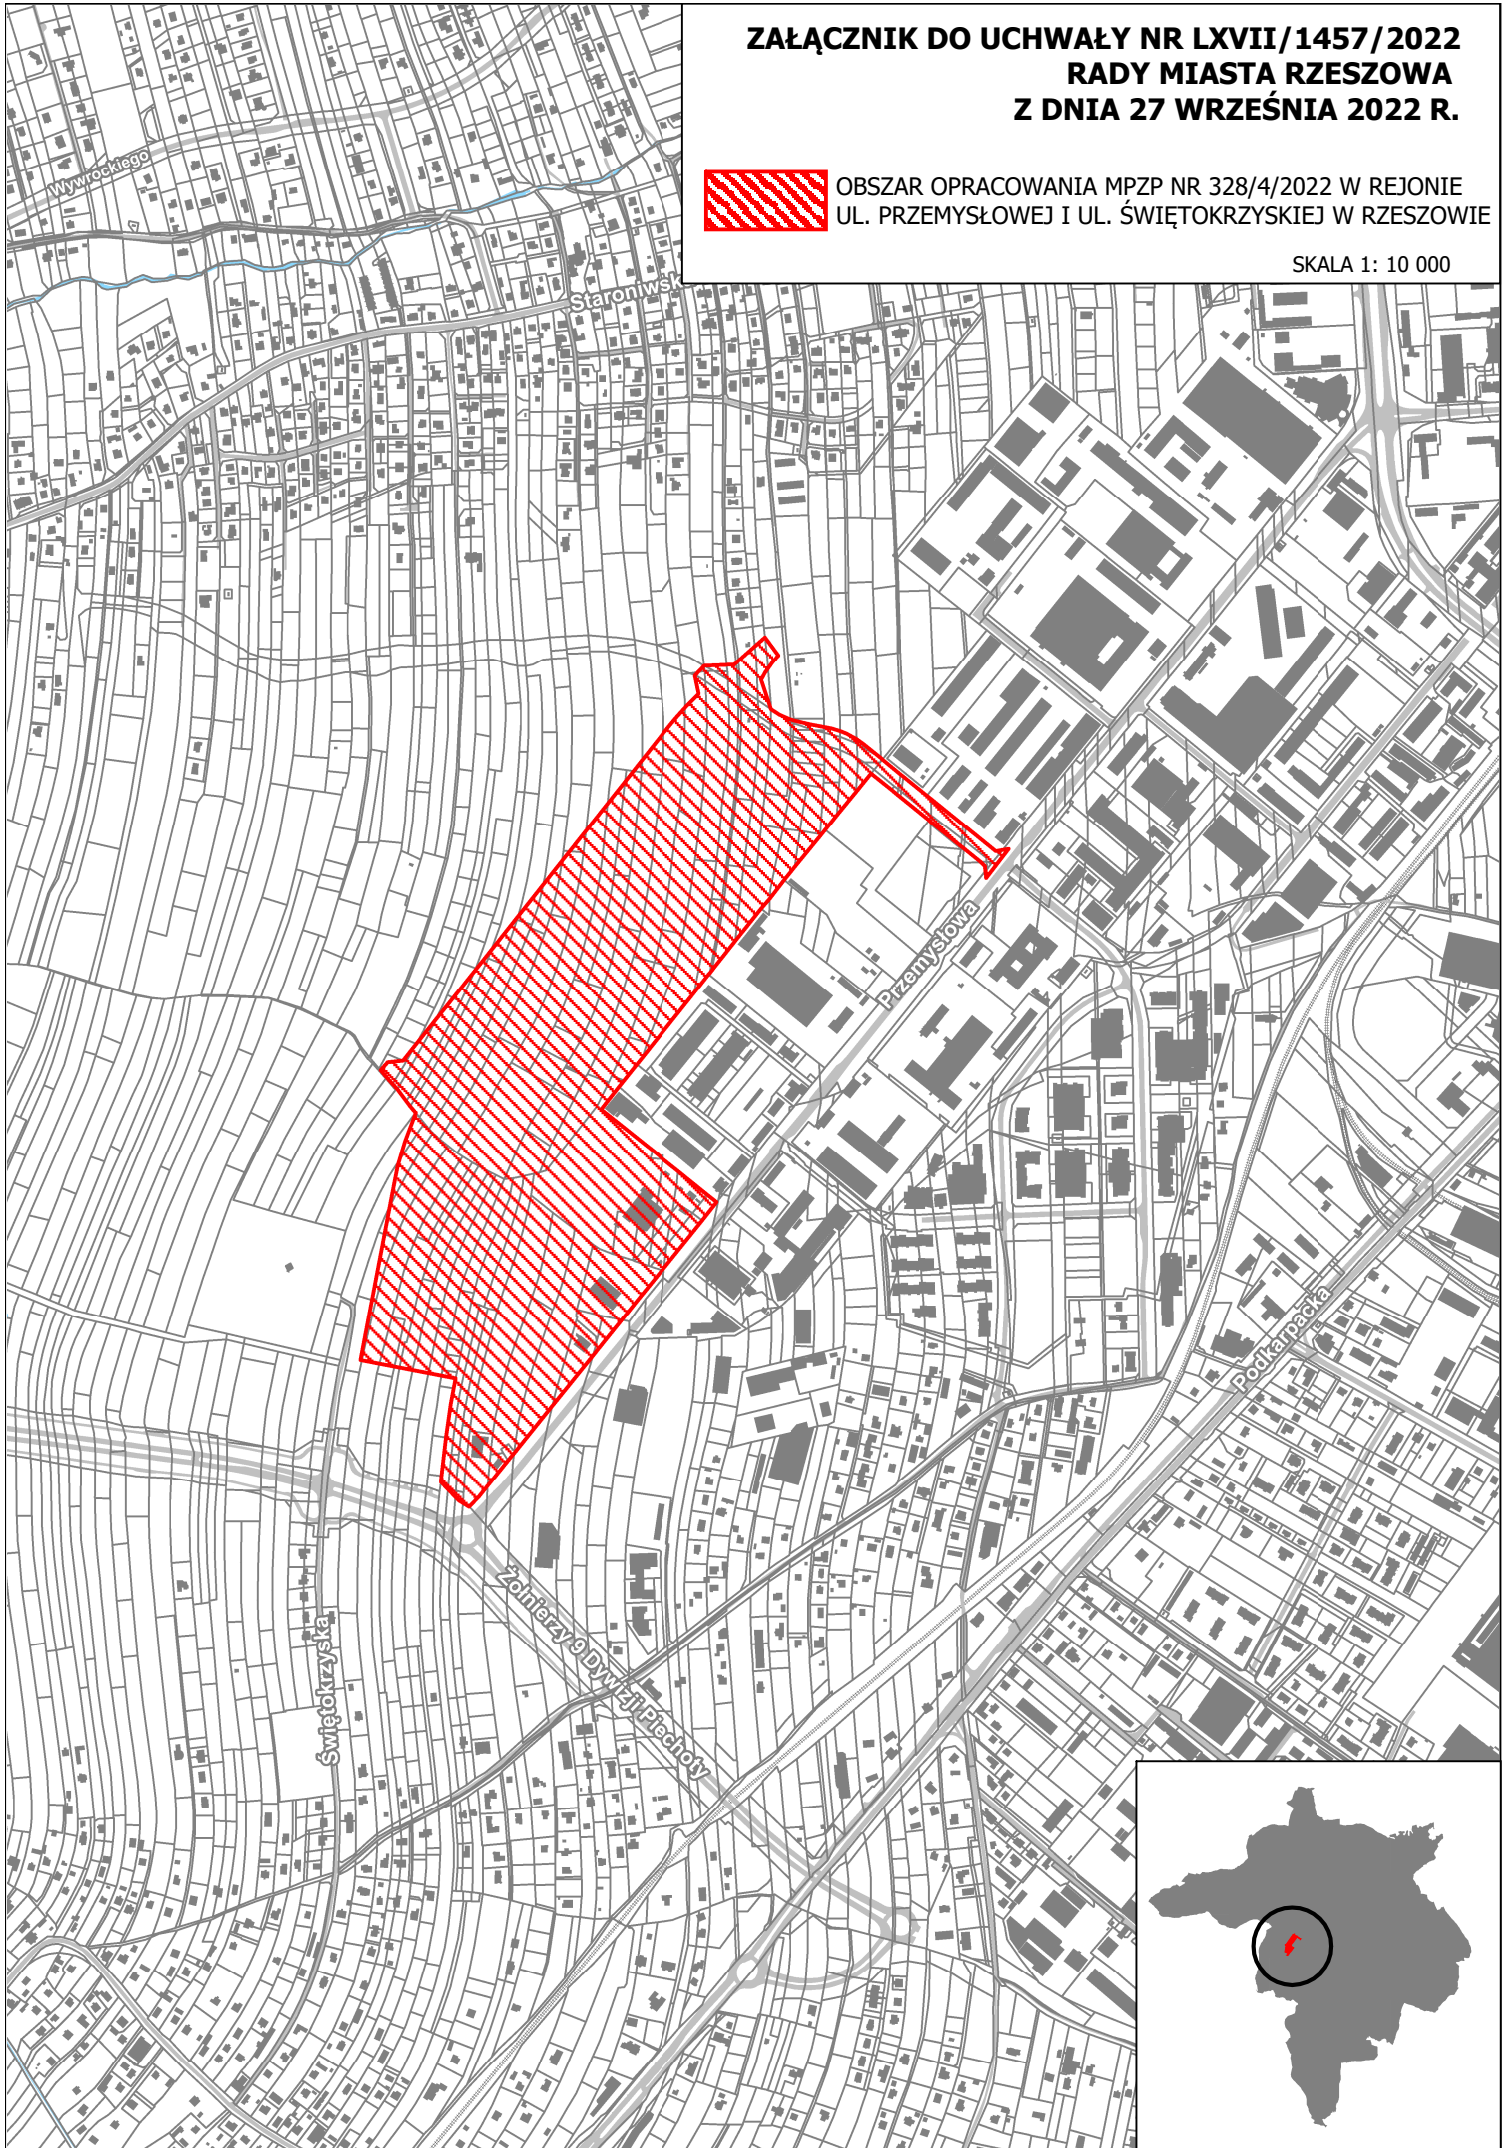 ZAŁĄCZNIK DO UCHWAŁY NR LXVII/1457/2022
RADY MIASTA RZESZOWA
Z DNIA 27 WRZEŚNIA 2022 R.
OBSZAR OPRACOWANIA MPZP NR 328/4/2022 W REJONIE
UL. PRZEMYSŁOWEJ I UL. ŚWIĘTOKRZYSKIEJ W RZESZOWIE
SKALA 1: 10 000
Wywrockiego
Staroniwsk
Przemysłowa
Podkarpacka
Żołnierzy 9 Dywizji Piechoty
Świętokrzyska